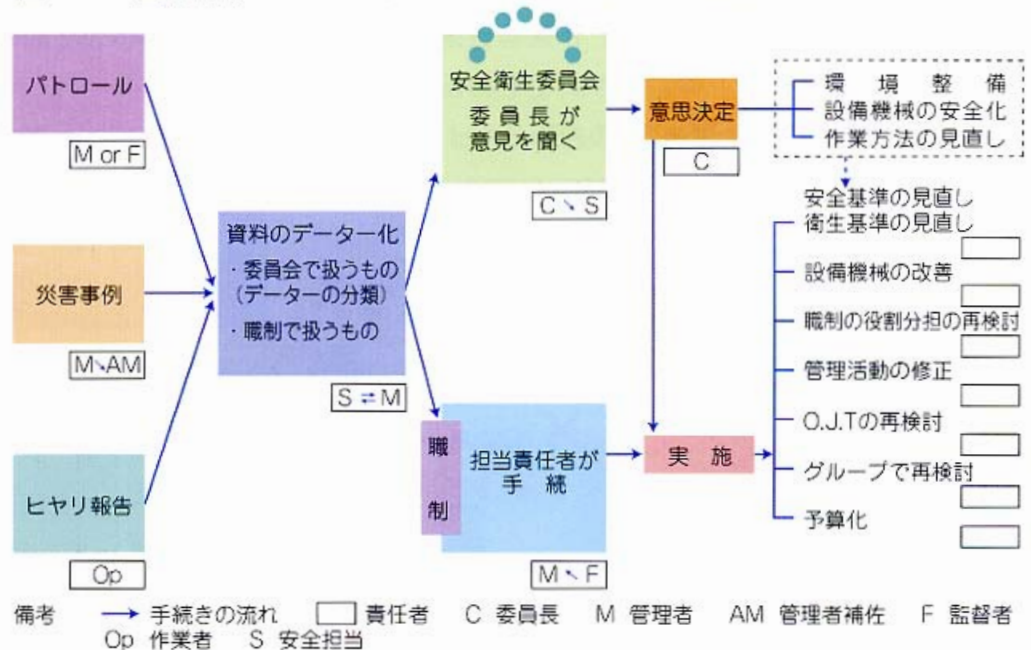 パトロール
M or F
災害事例
M↘AM
ヒヤリ報告
Op
資料のデーター化
・委員会で扱うもの
(データーの分類)
・職制で扱うもの
S ⇄ M
安全衛生委員会
委員長が
意見を聞く
C ↘ S
職制
担当責任者が
手 続
M ↖ F
意思決定
C
環 境 整 備
設備機械の安全化
作業方法の見直し
実 施
安全基準の見直し
衛生基準の見直し
設備機械の改善
職制の役割分担の再検討
管理活動の修正
O.J.Tの再検討
グループで再検討
予算化
備考 → 手続きの流れ □ 責任者 C 委員長 M 管理者 AM 管理者補佐 F 監督者
Op 作業者 S 安全担当